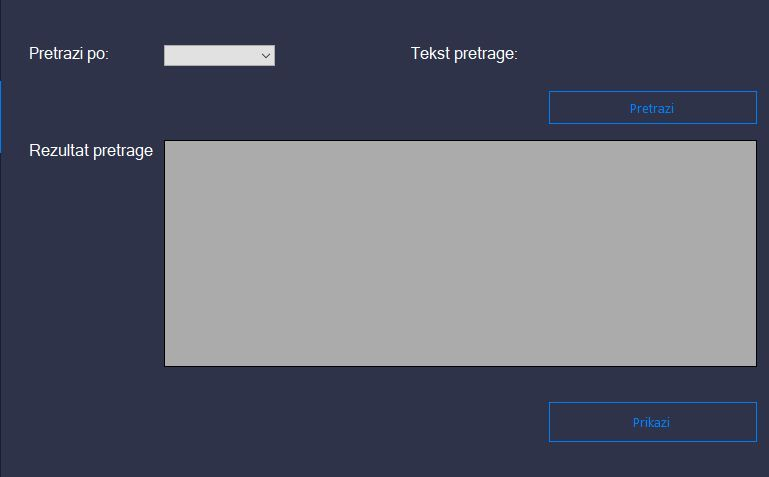 Pretrazi po:
Tekst pretrage:
Pretrazi
Rezultat pretrage
Prikazi